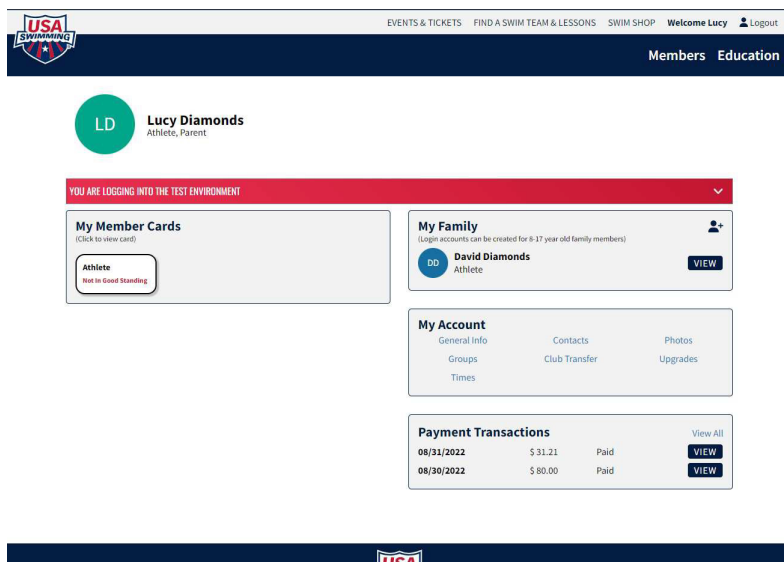 USA
SWIMMING
EVENTS & TICKETS FIND A SWIM TEAM & LESSONS SWIM SHOP Welcome Lucy Logout
Members Education
LD
Lucy Diamonds
Athlete, Parent
YOU ARE LOGGING INTO THE TEST ENVIRONMENT
My Member Cards
(Click to view card)
Athlete
Not In Good Standing
My Family
(Login accounts can be created for 8-17 year old family members)
DD
David Diamonds
Athlete
VIEW
My Account
General Info Contacts Photos
Groups Club Transfer Upgrades
Times
Payment Transactions View All
08/31/2022 $ 31.21 Paid VIEW
08/30/2022 $ 80.00 Paid VIEW
USA